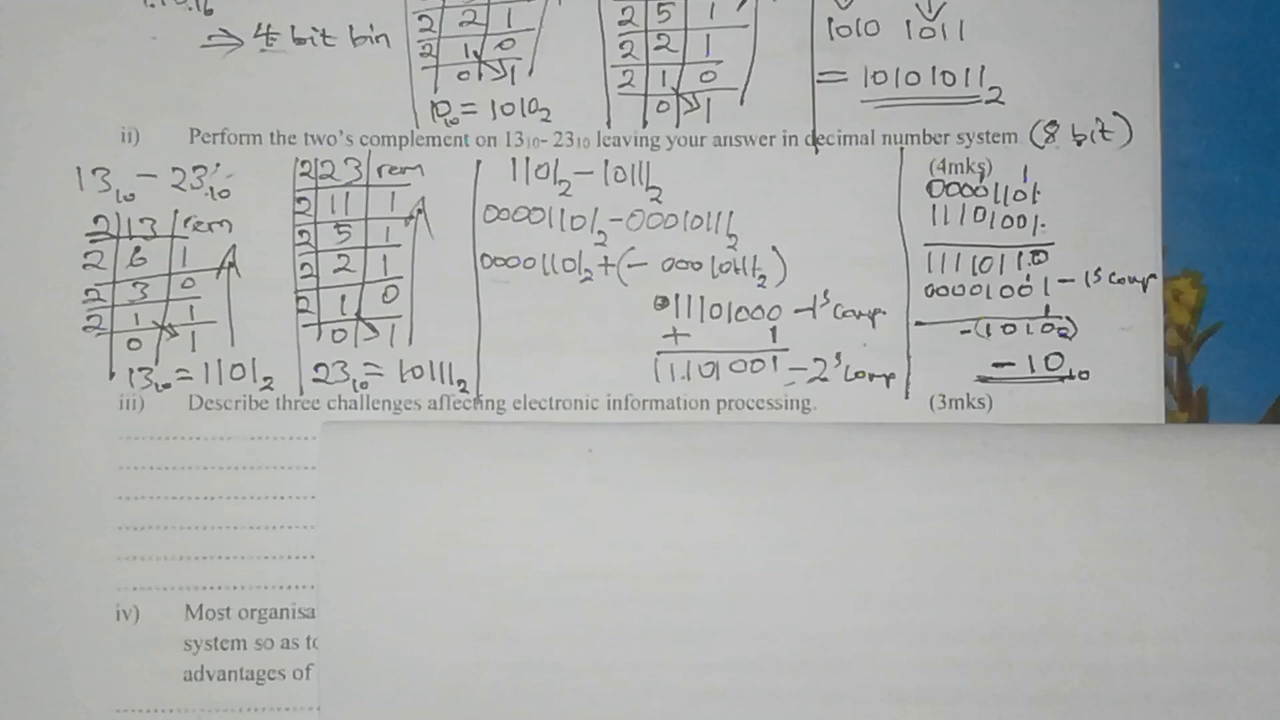 ⇒ 4 bit bin
2 2 1
2 1 0
0 1
10₁₀ = 1010₂
2 5 1
2 2 1
2 1 0
0 1
1010 1011
= 10101011₂
ii) Perform the two's complement on 13₁₀- 23₁₀ leaving your answer in decimal number system (8 bit)
(4mks)
13₁₀ - 23₁₀
2 13 rem
2 6 1
2 3 0
2 1 1
0 1
13₁₀ = 1101₂
2 23 rem
2 11 1
2 5 1
2 2 1
2 1 0
0 1
23₁₀ = 10111₂
1101₂ - 10111₂
00001101₂ - 00010111₂
00001101₂ + (- 00010111₂)
11101000 - 1s comp
+ 1
11101001 - 2s comp
1
00001101
11101001
11110110
00001001 - 1s comp
1
-(1010₂)
-10₁₀
iii) Describe three challenges affecting electronic information processing. (3mks)
iv) Most organisa
system so as to
advantages of